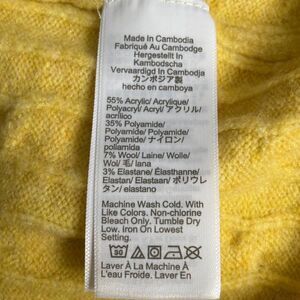 Made In Cambodia
Fabriqué Au Cambodge
Hergestellt In
Kambodscha
Vervaardigd In Cambodja
カンボジア製
hecho en camboya
55% Acrylic/ Acrylique/
Polyacryl/ Acryl/ アクリル/
acrílico
35% Polyamide/
Polyamide/ Polyamide/
Polyamide/ ナイロン/
poliamida
7% Wool/ Laine/ Wolle/
Wol/ 毛/ lana
3% Elastane/ Élasthanne/
Elastan/ Elastaan/ ポリウレ
タン/ elastano
Machine Wash Cold. With
Like Colors. Non-chlorine
Bleach Only. Tumble Dry
Low. Iron On Lowest
Setting.
30
Laver À La Machine À
L'eau Froide. Laver En